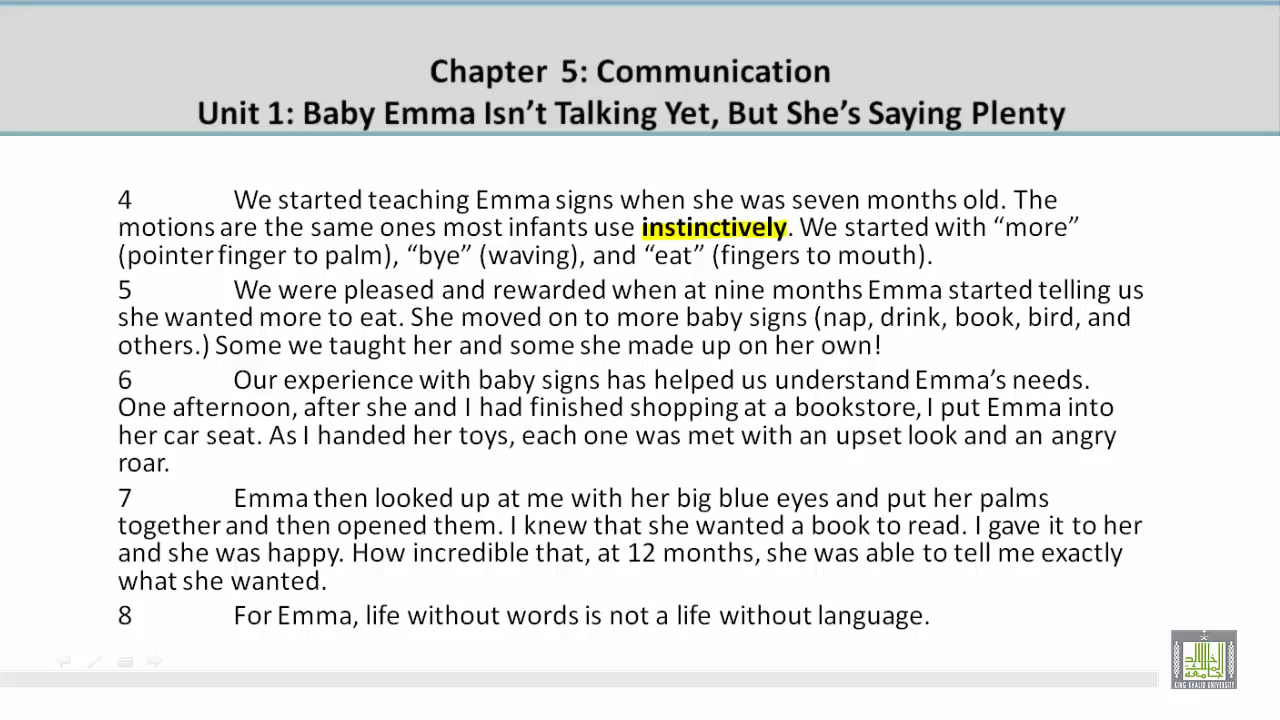 Chapter 5: Communication
Unit 1: Baby Emma Isn't Talking Yet, But She's Saying Plenty
4 We started teaching Emma signs when she was seven months old. The
motions are the same ones most infants use instinctively. We started with “more”
(pointer finger to palm), “bye” (waving), and “eat” (fingers to mouth).
5 We were pleased and rewarded when at nine months Emma started telling us
she wanted more to eat. She moved on to more baby signs (nap, drink, book, bird, and
others.) Some we taught her and some she made up on her own!
6 Our experience with baby signs has helped us understand Emma’s needs.
One afternoon, after she and I had finished shopping at a bookstore, I put Emma into
her car seat. As I handed her toys, each one was met with an upset look and an angry
roar.
7 Emma then looked up at me with her big blue eyes and put her palms
together and then opened them. I knew that she wanted a book to read. I gave it to her
and she was happy. How incredible that, at 12 months, she was able to tell me exactly
what she wanted.
8 For Emma, life without words is not a life without language.
KING KHALID UNIVERSITY